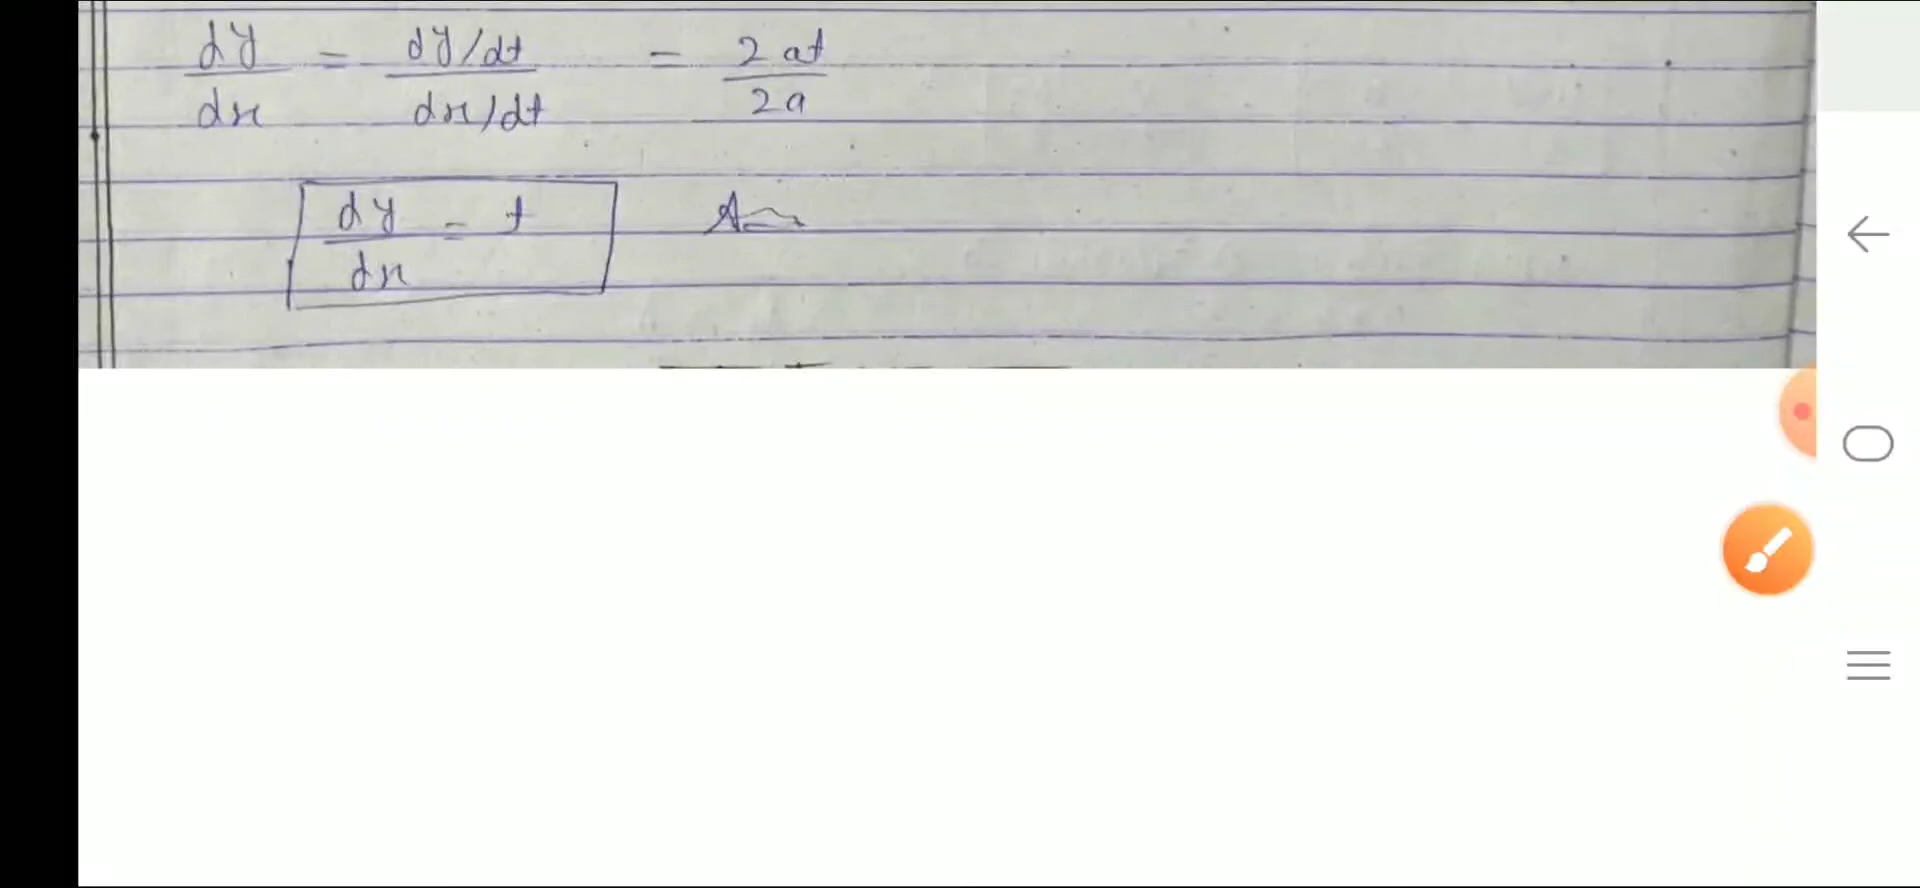 dy/dx = (dy/dt)/(dx/dt) = 2at/2a
dy/dx = t Ans